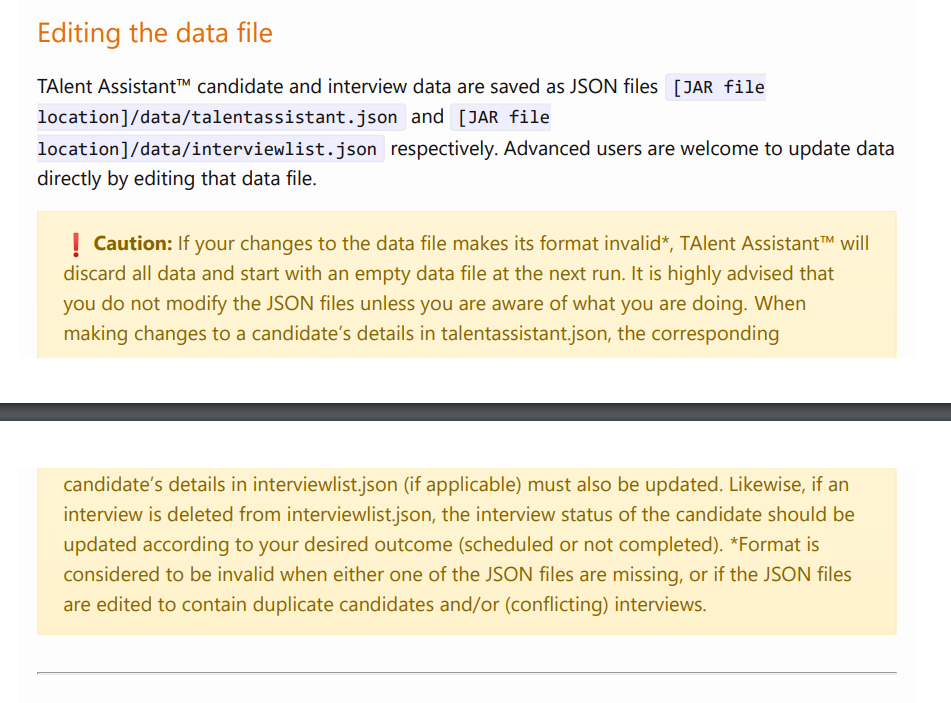 Editing the data file
TAlent Assistant™ candidate and interview data are saved as JSON files [JAR file
location]/data/talentassistant.json and [JAR file
location]/data/interviewlist.json respectively. Advanced users are welcome to update data
directly by editing that data file.
❗ Caution: If your changes to the data file makes its format invalid*, TAlent Assistant™ will
discard all data and start with an empty data file at the next run. It is highly advised that
you do not modify the JSON files unless you are aware of what you are doing. When
making changes to a candidate’s details in talentassistant.json, the corresponding
candidate’s details in interviewlist.json (if applicable) must also be updated. Likewise, if an
interview is deleted from interviewlist.json, the interview status of the candidate should be
updated according to your desired outcome (scheduled or not completed). *Format is
considered to be invalid when either one of the JSON files are missing, or if the JSON files
are edited to contain duplicate candidates and/or (conflicting) interviews.